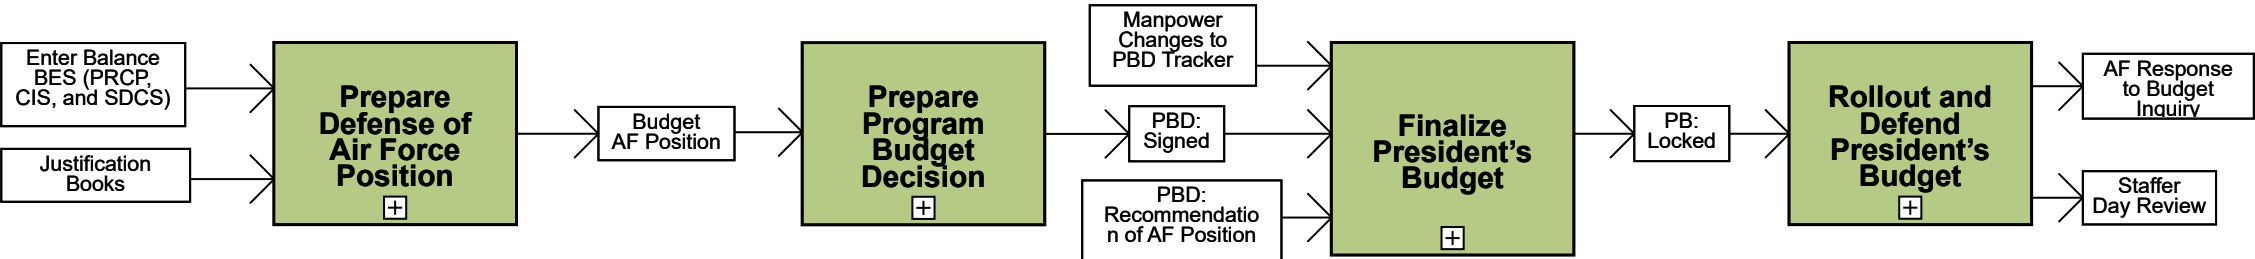 Enter Balance
BES (PRCP,
CIS, and SDCS)
Justification
Books
Prepare
Defense of
Air Force
Position
Budget
AF Position
Prepare
Program
Budget
Decision
Manpower
Changes to
PBD Tracker
PBD:
Signed
PBD:
Recommendatio
n of AF Position
Finalize
President’s
Budget
PB:
Locked
Rollout and
Defend
President’s
Budget
AF Response
to Budget
Inquiry
Staffer
Day Review